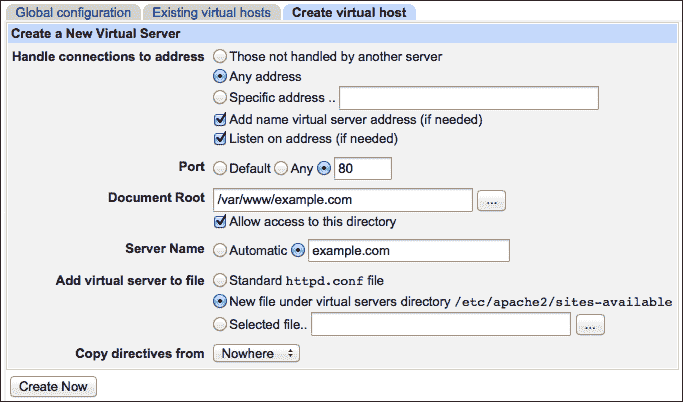 Global configuration Existing virtual hosts Create virtual host
Create a New Virtual Server
Handle connections to address Those not handled by another server
Any address
Specific address ..
Add name virtual server address (if needed)
Listen on address (if needed)
Port Default Any 80
Document Root /var/www/example.com ...
Allow access to this directory
Server Name Automatic example.com
Add virtual server to file Standard httpd.conf file
New file under virtual servers directory /etc/apache2/sites-available
Selected file.. ...
Copy directives from Nowhere
Create Now